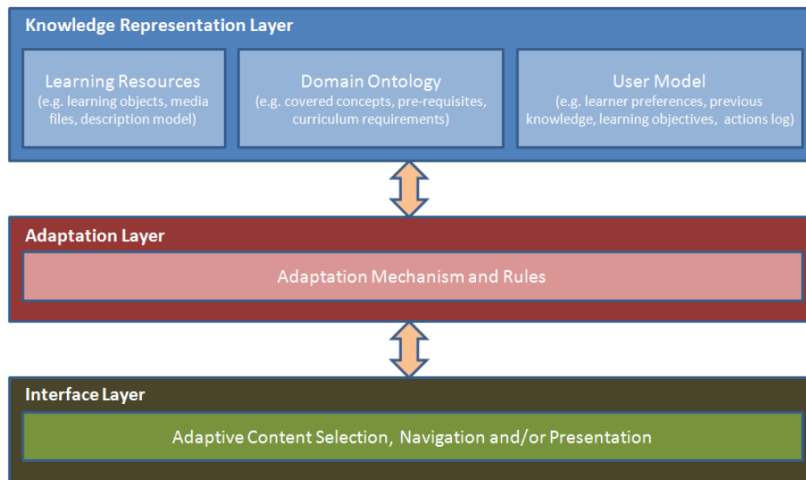 Knowledge Representation Layer
Learning Resources
(e.g. learning objects, media
files, description model)
Domain Ontology
(e.g. covered concepts, pre-requisites,
curriculum requirements)
User Model
(e.g. learner preferences, previous
knowledge, learning objectives, actions log)
Adaptation Layer
Adaptation Mechanism and Rules
Interface Layer
Adaptive Content Selection, Navigation and/or Presentation